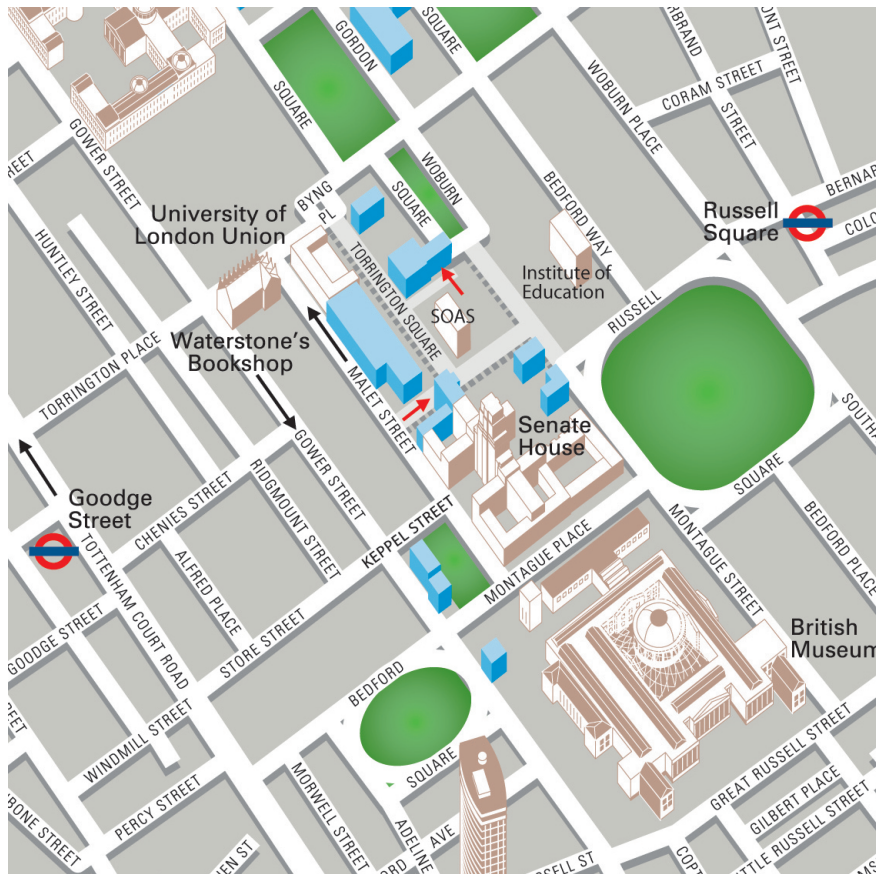 GORDON
SQUARE
SQUARE
WOBURN PLACE
CORAM STREET
STREET
GOWER STREET
BYNG
PL
SQUARE
WOBURN
BEDFORD WAY
Russell
Square
University of
London Union
HUNTLEY STREET
TORRINGTON SQUARE
Institute of
Education
SOAS
RUSSELL
Waterstone's
Bookshop
TORRINGTON PLACE
MALET STREET
Senate
House
SQUARE
GOWER STREET
RIDGMOUNT STREET
CHENIES STREET
Goodge
Street
KEPPEL STREET
MONTAGUE PLACE
MONTAGUE STREET
BEDFORD PLACE
TOTTENHAM COURT ROAD
ALFRED PLACE
STORE STREET
GOODGE STREET
British
Museum
BEDFORD
SQUARE
WINDMILL STREET
PERCY STREET
MORWELL STREET
ADELINE
AVE
GREAT RUSSELL STREET
GILBERT PLACE
STREET